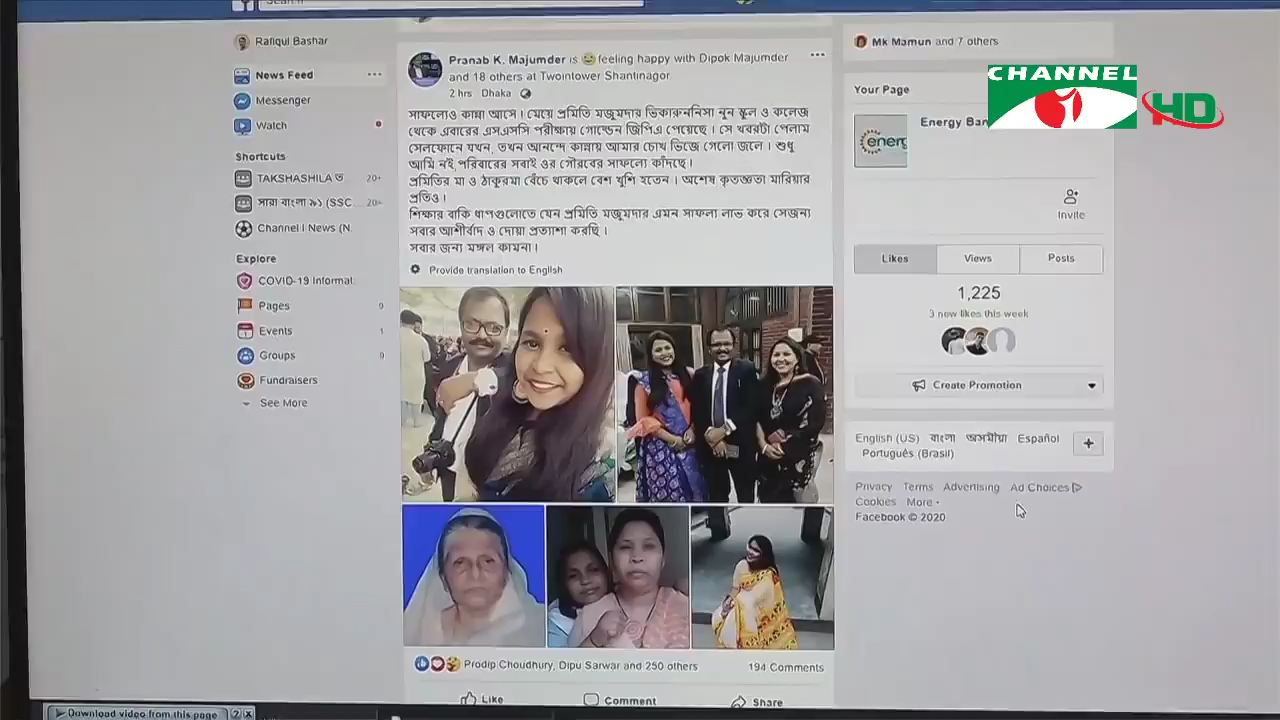 Rafiqul Bashar
News Feed
Messenger
Watch
Shortcuts
TAKSHASHILA ত 20+
সারা বাংলা ৯১ (SSC ... 20+
Channel I News (N.
Explore
COVID-19 Informat
Pages 9
Events 1
Groups 9
Fundraisers
See More
Pranab K. Majumder is feeling happy with Dipok Majumder
and 18 others at Twointower Shantinagor
2 hrs Dhaka
সাফল্যেও কান্না আসে। মেয়ে প্রমিতি মজুমদার ভিকারুননিসা নূন স্কুল ও কলেজ
থেকে এবারের এসএসসি পরীক্ষায় গোল্ডেন জিপিএ পেয়েছে। সে খবরটা পেলাম
সেলফোনে যখন, তখন আনন্দে কান্নায় আমার চোখ ভিজে গেলো জলে। শুধু
আমি নই, পরিবারের সবাই ওর গৌরবের সাফল্যে কাঁদছে।
প্রমিতির মা ও ঠাকুরমা বেঁচে থাকলে বেশ খুশি হতেন। অশেষ কৃতজ্ঞতা মারিয়ার
প্রতিও।
শিক্ষার বাকি ধাপগুলোতে যেন প্রমিতি মজুমদার এমন সাফল্য লাভ করে সেজন্য
সবার আশীর্বাদ ও দোয়া প্রত্যাশা করছি।
সবার জন্য মঙ্গল কামনা।
Provide translation to English
Prodip Choudhury, Dipu Sarwar and 250 others 194 Comments
Like Comment Share
Mk Mamun and 7 others
Your Page
CHANNEL
HD
Energy Ban
energ
Invite
Likes Views Posts
1,225
3 new likes this week
Create Promotion
English (US) বাংলা অসমীয়া Español
Português (Brasil)
Privacy Terms Advertising Ad Choices
Cookies More
Facebook © 2020
Download video from this page ? X